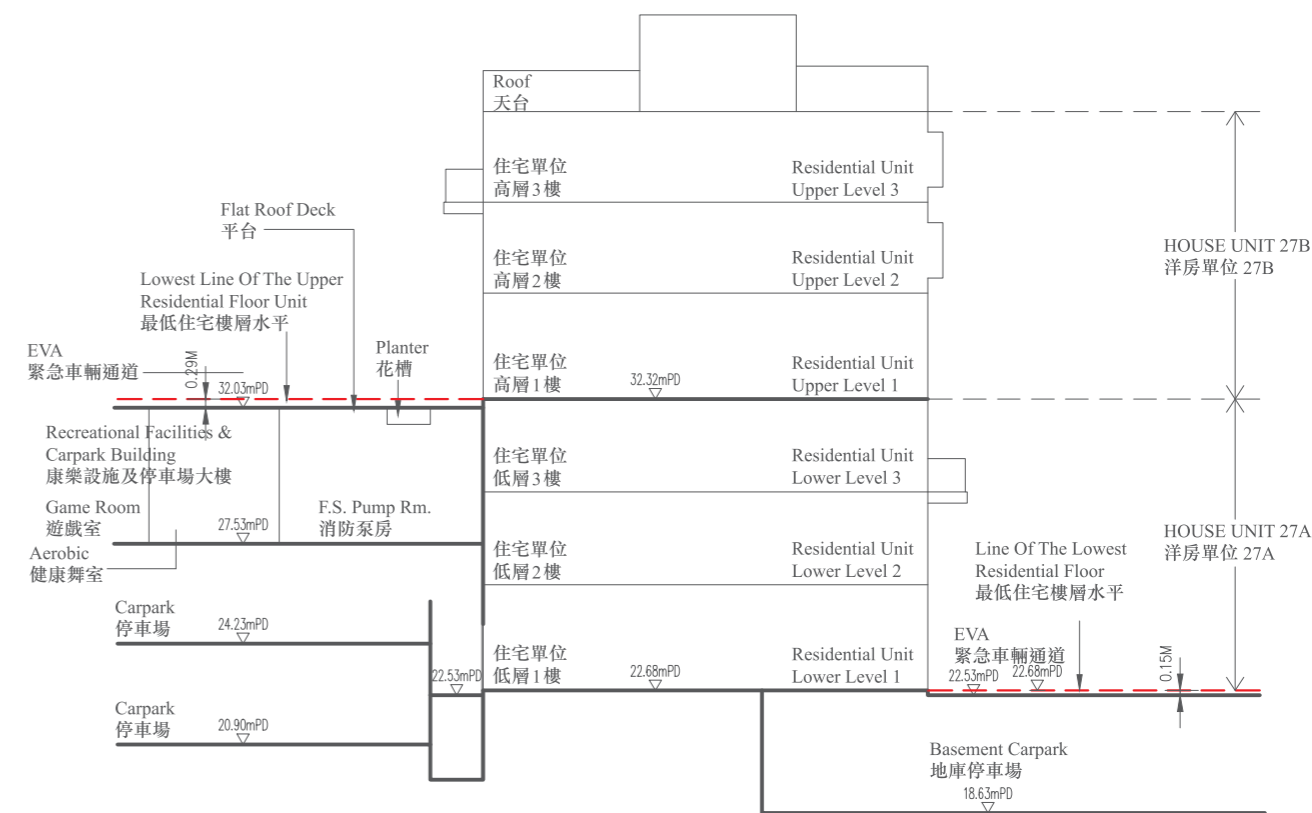 Roof
天台
住宅單位
高層3樓
Residential Unit
Upper Level 3
Flat Roof Deck
平台
住宅單位
高層2樓
Residential Unit
Upper Level 2
HOUSE UNIT 27B
洋房單位 27B
Lowest Line Of The Upper
Residential Floor Unit
最低住宅樓層水平
EVA
緊急車輛通道
0.29M
32.03mPD
Planter
花槽
住宅單位
高層1樓
32.32mPD
Residential Unit
Upper Level 1
Recreational Facilities &
Carpark Building
康樂設施及停車場大樓
住宅單位
低層3樓
Residential Unit
Lower Level 3
Game Room
遊戲室
27.53mPD
F.S. Pump Rm.
消防泵房
Aerobic
健康舞室
住宅單位
低層2樓
Residential Unit
Lower Level 2
HOUSE UNIT 27A
洋房單位 27A
Line Of The Lowest
Residential Floor
最低住宅樓層水平
Carpark
停車場
24.23mPD
22.53mPD
住宅單位
低層1樓
22.68mPD
Residential Unit
Lower Level 1
EVA
緊急車輛通道
22.53mPD
22.68mPD
0.15M
Carpark
停車場
20.90mPD
Basement Carpark
地庫停車場
18.63mPD